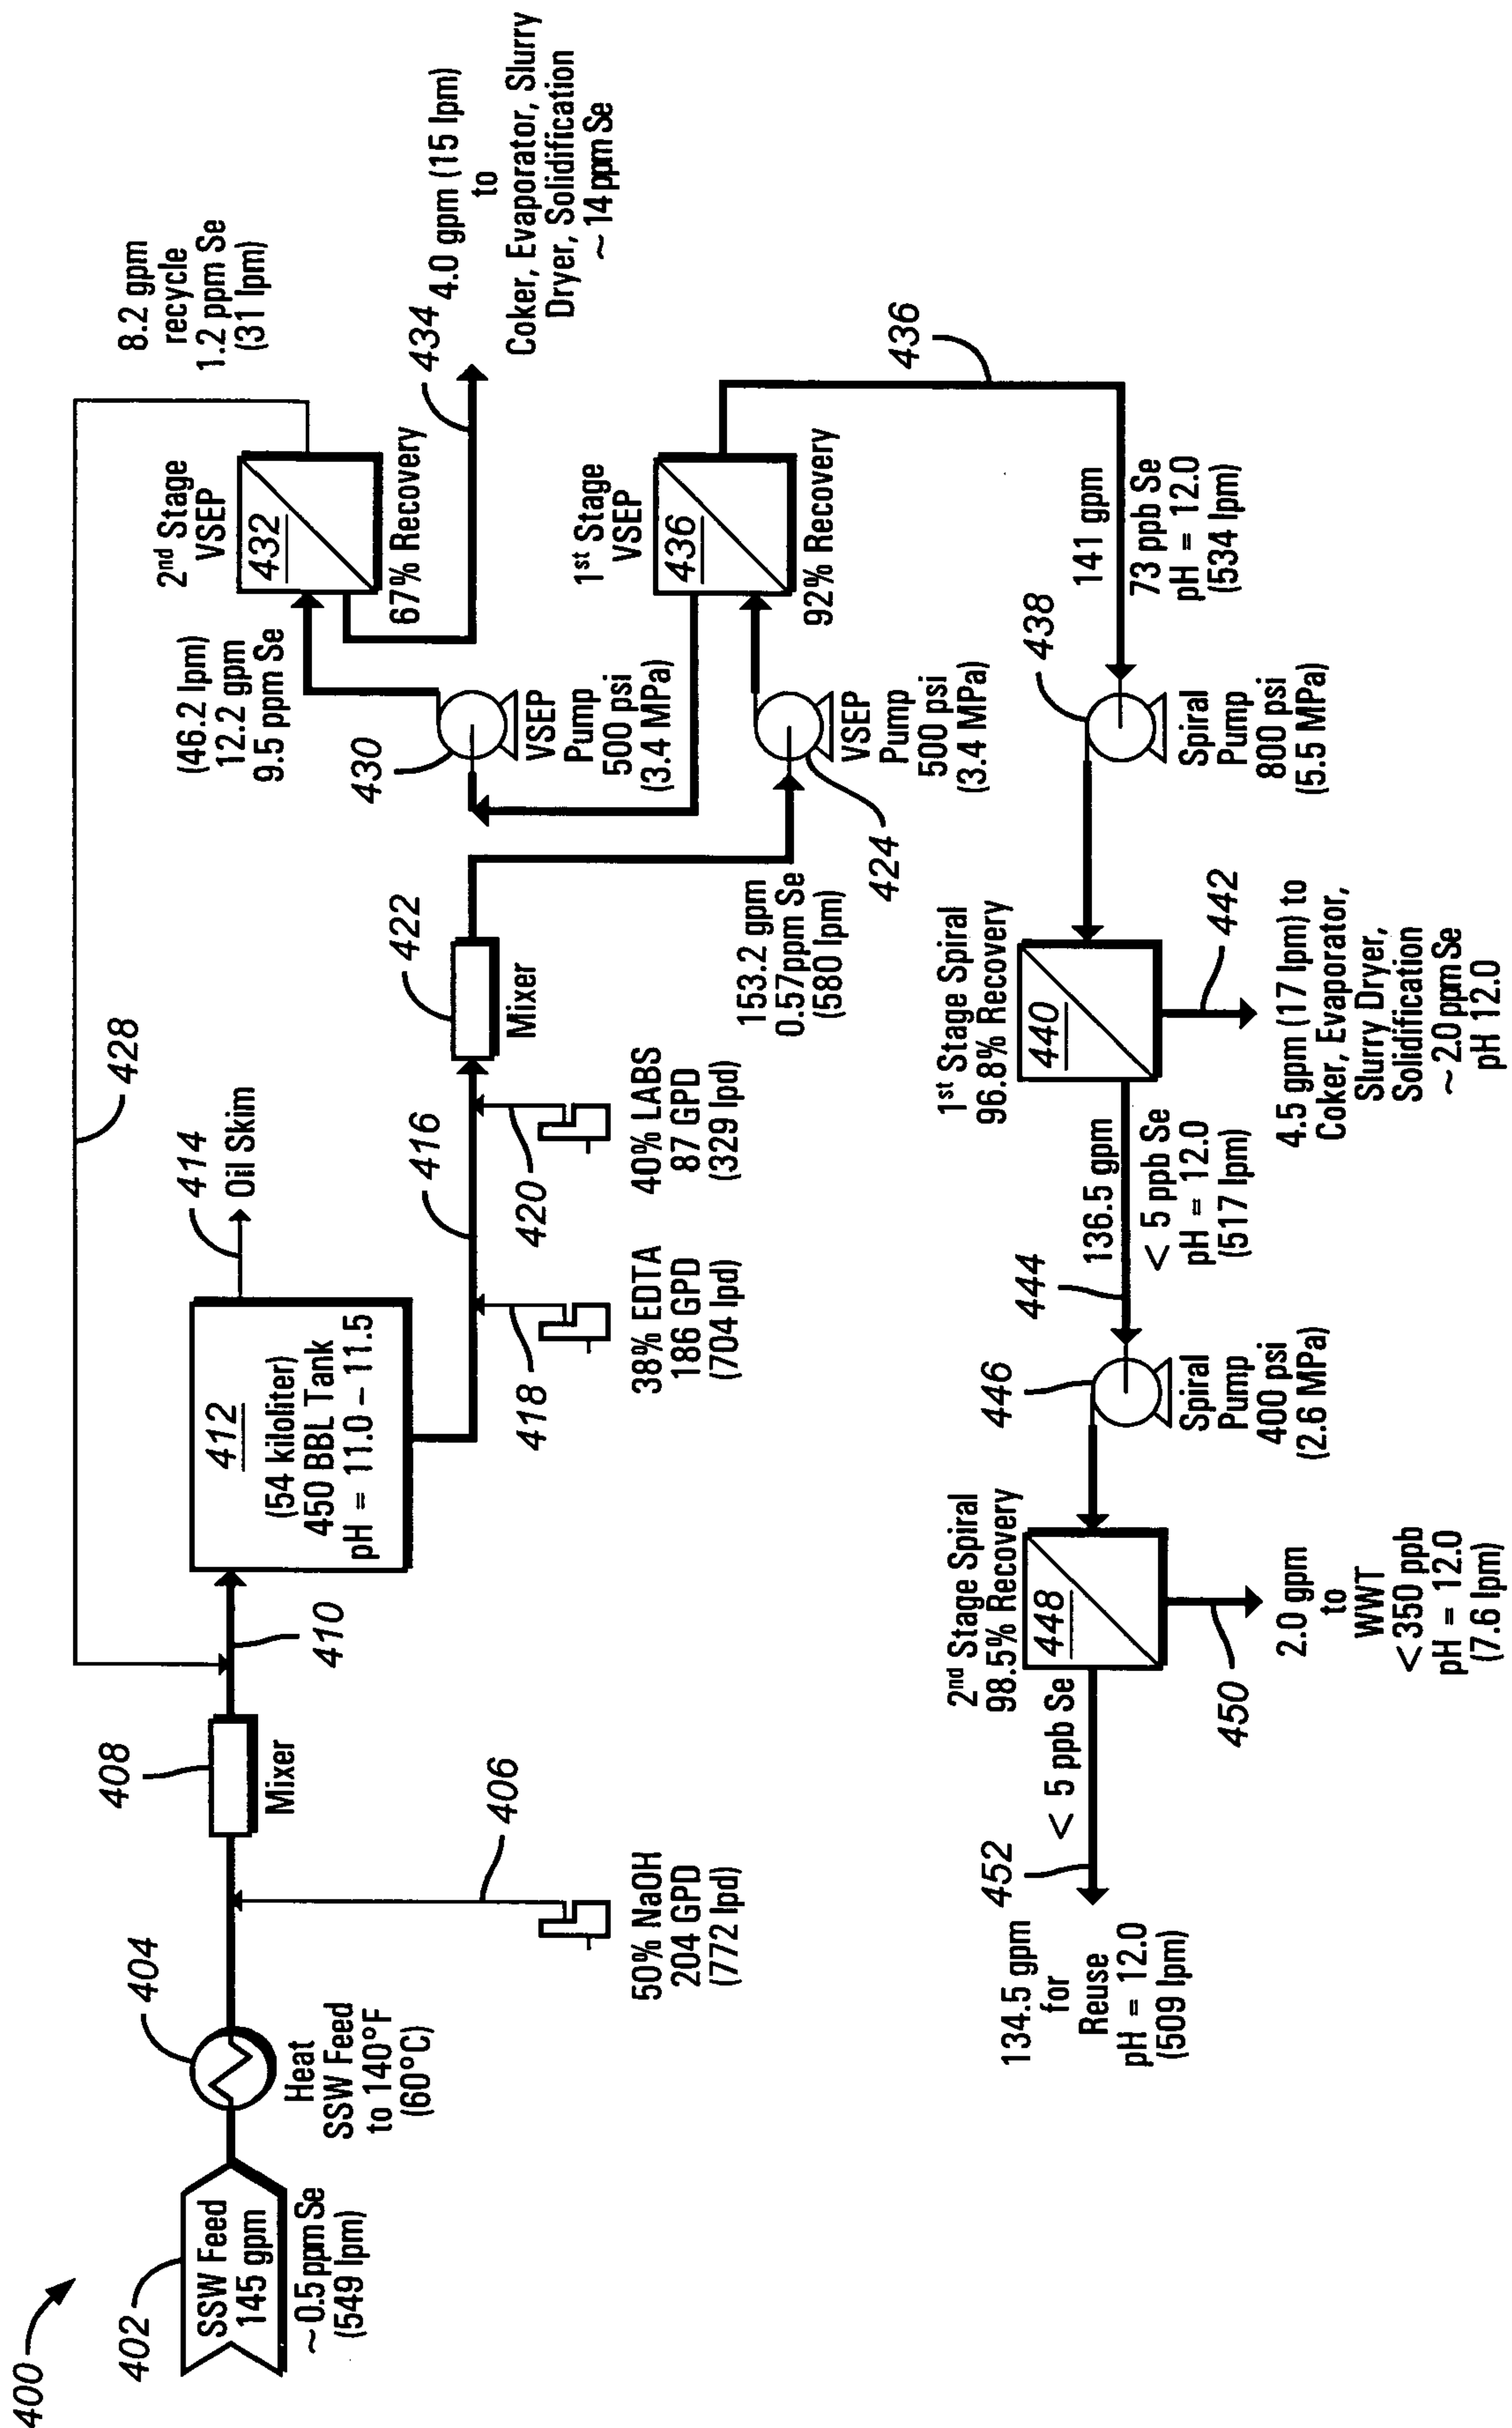 400
402
SSW Feed
145 gpm
~0.5 ppm Se
(549 lpm)
404
Heat
SSW Feed
to 140°F
(60°C)
50% NaOH
204 GPD
(772 lpd)
406
408
Mixer
410
428
412
(54 kiloliter)
450 BBL Tank
pH = 11.0 – 11.5
414
Oil Skim
416
418
38% EDTA
186 GPD
(704 lpd)
420
40% LABS
87 GPD
(329 lpd)
422
Mixer
153.2 gpm
0.57ppm Se
(580 lpm)
424
VSEP
Pump
500 psi
(3.4 MPa)
430
VSEP
Pump
500 psi
(3.4 MPa)
(46.2 lpm)
12.2 gpm
9.5 ppm Se
2nd Stage
VSEP
432
67% Recovery
8.2 gpm
recycle
1.2 ppm Se
(31 lpm)
434
4.0 gpm (15 lpm)
to
Coker, Evaporator, Slurry
Dryer, Solidification
~ 14 ppm Se
1st Stage
VSEP
436
92% Recovery
436
141 gpm
73 ppb Se
pH = 12.0
(534 lpm)
438
Spiral
Pump
800 psi
(5.5 MPa)
1st Stage Spiral
96.8% Recovery
440
442
4.5 gpm (17 lpm) to
Coker, Evaporator,
Slurry Dryer,
Solidification
~ 2.0 ppm Se
pH 12.0
136.5 gpm
< 5 ppb Se
pH = 12.0
(517 lpm)
444
446
Spiral
Pump
400 psi
(2.6 MPa)
2nd Stage Spiral
98.5% Recovery
448
450
2.0 gpm
to
WWT
<350 ppb
pH = 12.0
(7.6 lpm)
< 5 ppb Se
452
134.5 gpm
for
Reuse
pH = 12.0
(509 lpm)